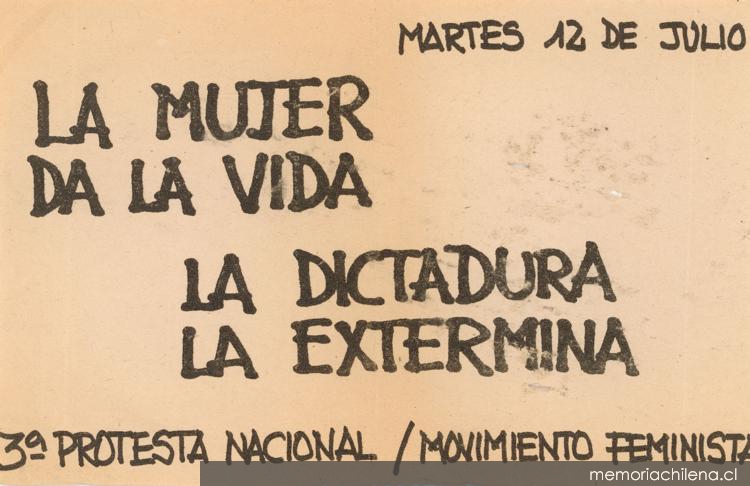 MARTES 12 DE JULIO
LA MUJER
DA LA VIDA
LA DICTADURA
LA EXTERMINA
3ª PROTESTA NACIONAL / MOVIMIENTO FEMINISTA
memoriachilena.cl